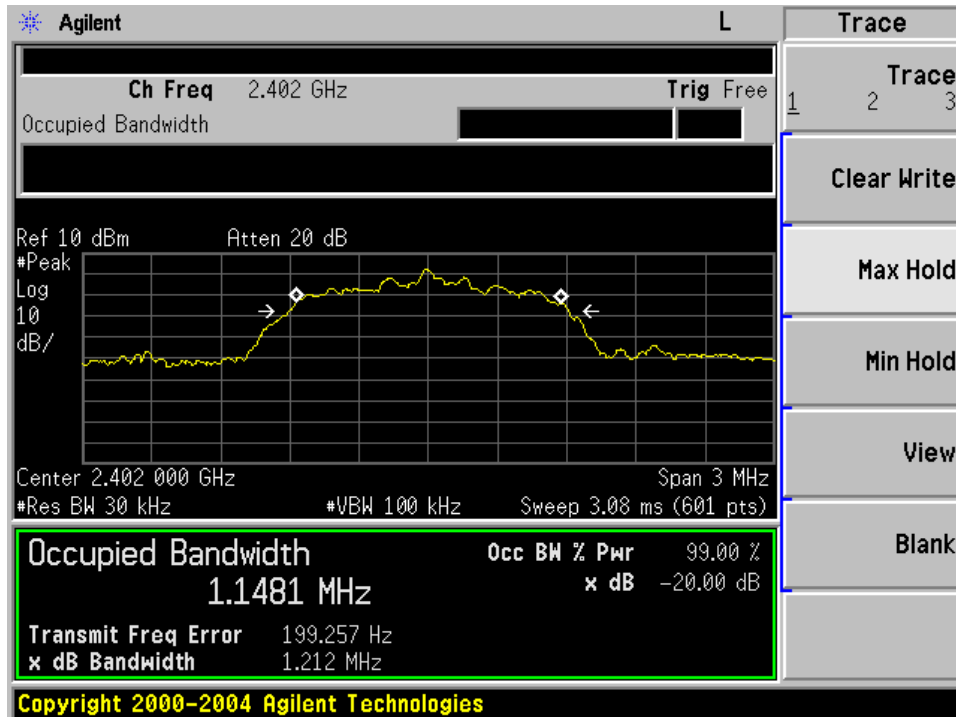 Agilent L Trace
Ch Freq 2.402 GHz Trig Free
Occupied Bandwidth
Trace
1 2 3
Clear Write
Max Hold
Min Hold
View
Blank
Ref 10 dBm Atten 20 dB
#Peak
Log
10
dB/
Center 2.402 000 GHz Span 3 MHz
#Res BW 30 kHz #VBW 100 kHz Sweep 3.08 ms (601 pts)
Occupied Bandwidth
1.1481 MHz
Occ BW % Pwr 99.00 %
x dB -20.00 dB
Transmit Freq Error 199.257 Hz
x dB Bandwidth 1.212 MHz
Copyright 2000-2004 Agilent Technologies